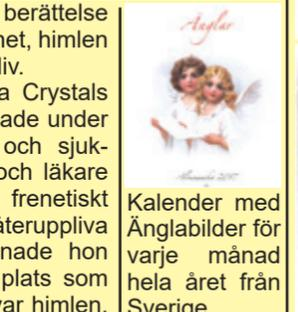 berättelse
het, himlen
liv.
a Crystals
ade under
och sjuk-
och läkare
frenetiskt
återuppliva
nade hon
plats som
var himlen.
Änglar
Almanacka 2017
Kalender med
Änglabilder för
varje månad
hela året från
Sverige